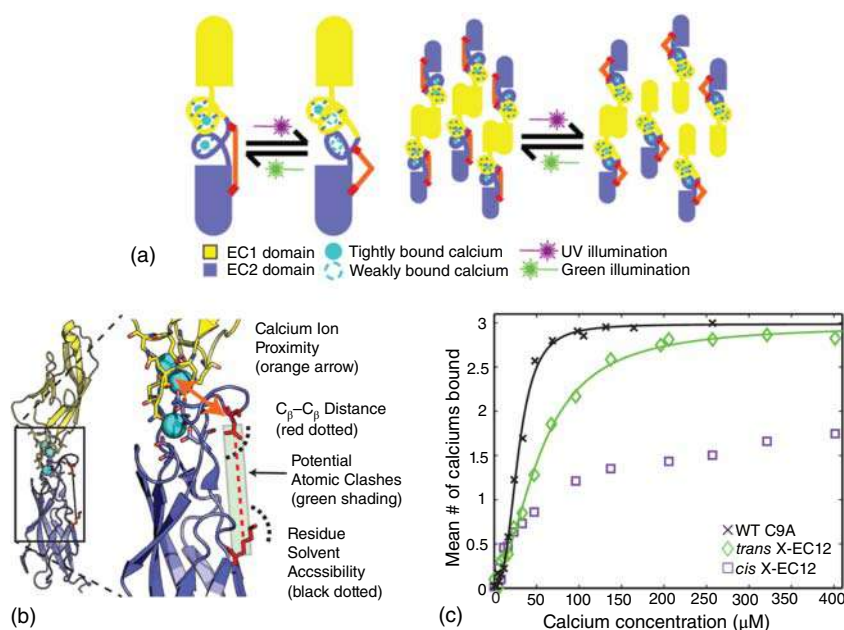 (a)
EC1 domain
EC2 domain
Tightly bound calcium
Weakly bound calcium
UV illumination
Green illumination
Calcium Ion
Proximity
(orange arrow)
Cβ–Cβ Distance
(red dotted)
Potential
Atomic Clashes
(green shading)
Residue
Solvent
Accssibility
(black dotted)
(b)
Mean # of calciums bound
3
2.5
2
1.5
1
0.5
0
0
50
100
150
200
250
300
350
400
Calcium concentration (μM)
WT C9A
trans X-EC12
cis X-EC12
(c)